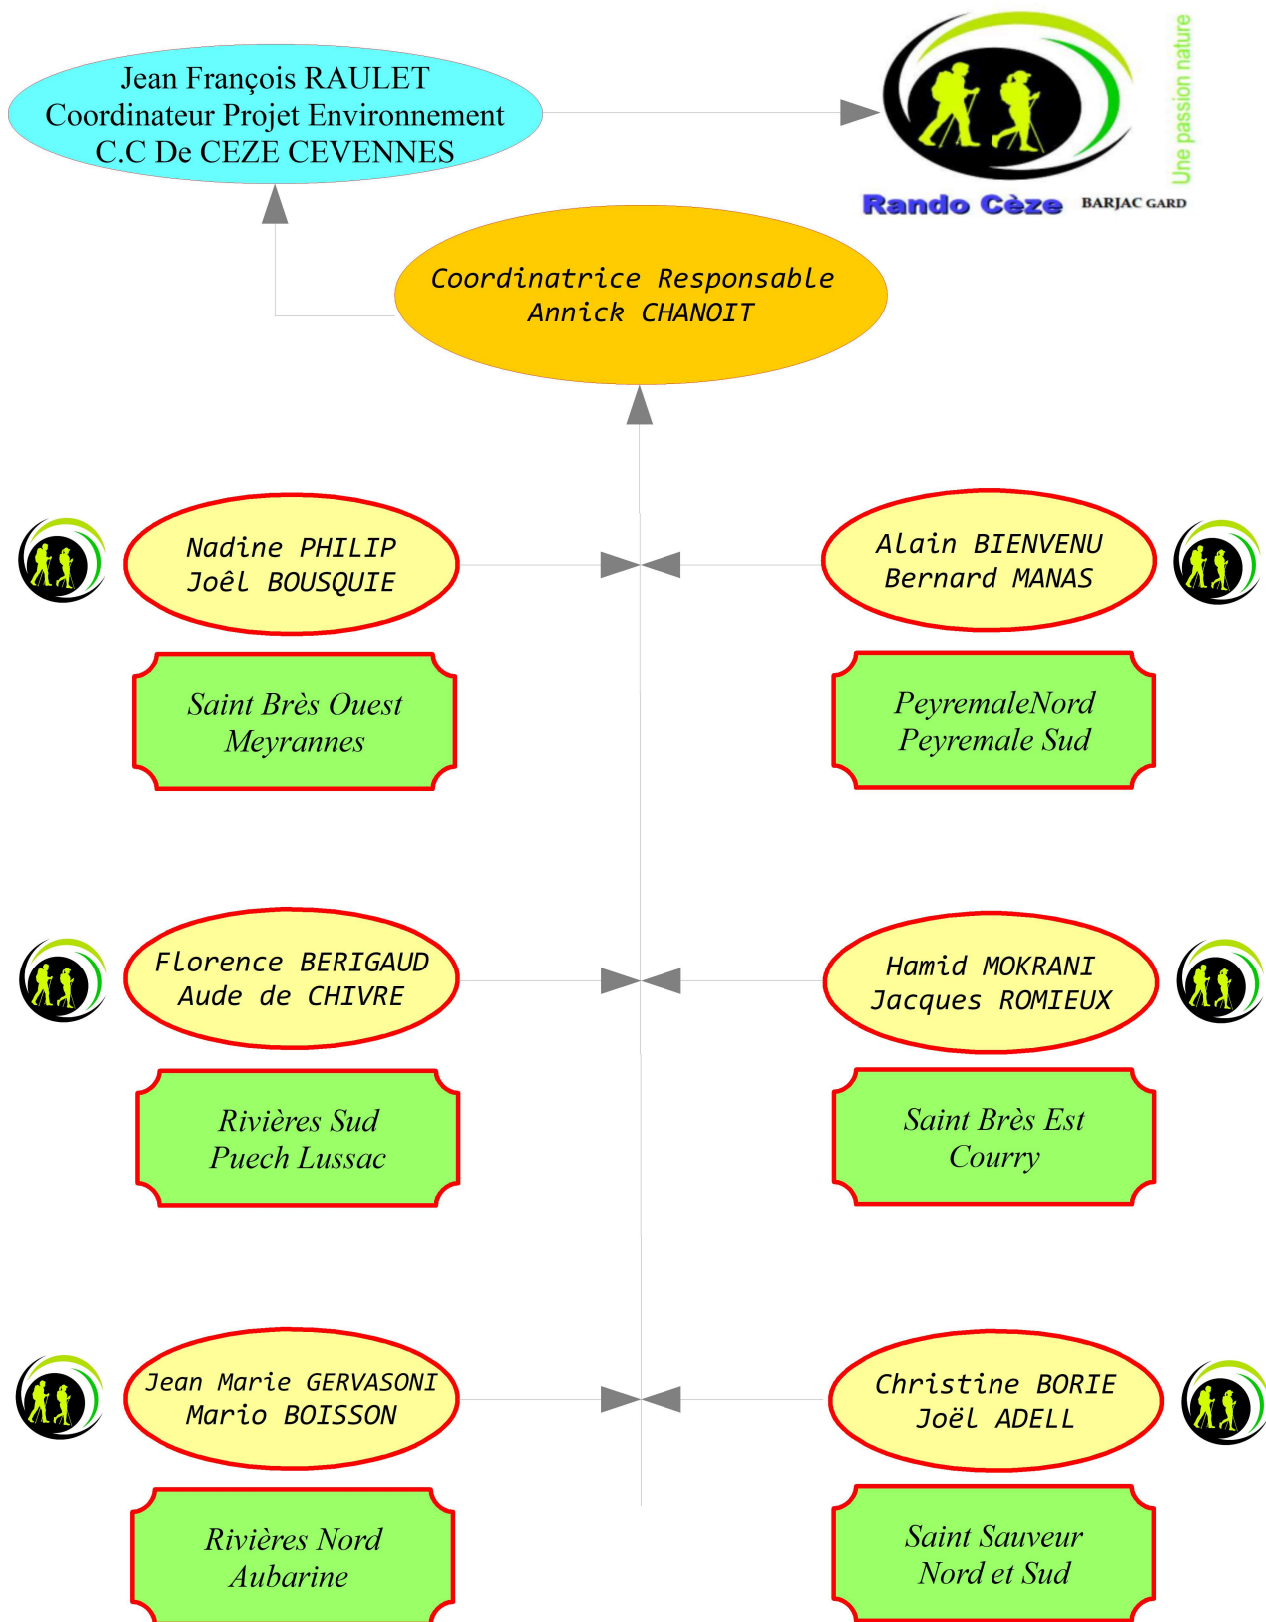 Jean François RAULET
Coordinateur Projet Environnement
C.C De CEZE CEVENNES
Une passion nature
Rando Cèze
BARJAC GARD
Coordinatrice Responsable
Annick CHANOIT
Nadine PHILIP
Joêl BOUSQUIE
Alain BIENVENU
Bernard MANAS
Saint Brès Ouest
Meyrannes
PeyremaleNord
Peyremale Sud
Florence BERIGAUD
Aude de CHIVRE
Hamid MOKRANI
Jacques ROMIEUX
Rivières Sud
Puech Lussac
Saint Brès Est
Courry
Jean Marie GERVASONI
Mario BOISSON
Christine BORIE
Joël ADELL
Rivières Nord
Aubarine
Saint Sauveur
Nord et Sud